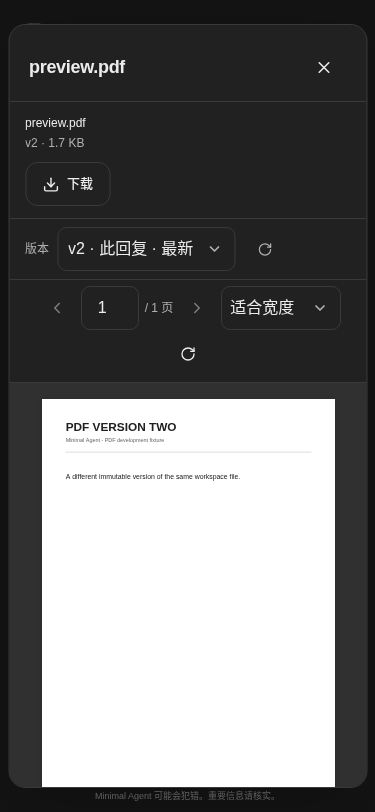 preview.pdf
preview.pdf
v2 · 1.7 KB
下载
版本 v2 · 此回复 · 最新
1 / 1 页 适合宽度
PDF VERSION TWO
Minimal Agent - PDF development fixture
A different immutable version of the same workspace file.
Minimal Agent 可能会犯错。重要信息请核实。